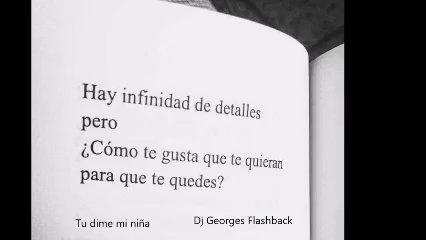 Hay infinidad de detalles
pero
¿Cómo te gusta que te quieran
para que te quedes?
Tu dime mi niña
Dj Georges Flashback